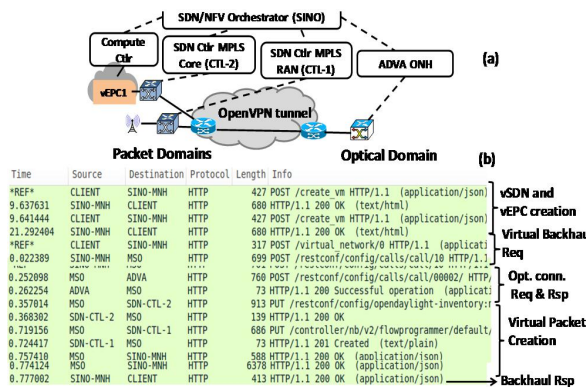 SDN/NFV Orchestrator (SINO)
Compute
Ctlr
SDN Ctlr MPLS
Core (CTL-2)
SDN Ctlr MPLS
RAN (CTL-1)
ADVA ONH
(a)
vEPC1
OpenVPN tunnel
Packet Domains
Optical Domain
(b)
Time Source Destination Protocol Length Info
*REF* CLIENT SINO-MNH HTTP 427 POST /create_vm HTTP/1.1 (application/json)
9.637631 SINO-MNH CLIENT HTTP 680 HTTP/1.1 200 OK (text/html)
9.641444 CLIENT SINO-MNH HTTP 427 POST /create_vm HTTP/1.1 (application/json)
21.292404 SINO-MNH CLIENT HTTP 680 HTTP/1.1 200 OK (text/html)
*REF* CLIENT SINO-MNH HTTP 317 POST /virtual_network/0 HTTP/1.1 (applicati
0.022389 SINO-MNH MSO HTTP 699 POST /restconf/config/calls/call/10 HTTP/1.1
0.252098 MSO ADVA HTTP 760 POST /restconf/config/calls/call/00002 / HTTP/
0.262254 ADVA MSO HTTP 73 HTTP/1.1 200 Successful operation (applicat
0.357014 MSO SDN-CTL-2 HTTP 913 PUT /restconf/config/opendaylight-inventory:n
0.368302 SDN-CTL-2 MSO HTTP 139 HTTP/1.1 200 OK
0.719156 MSO SDN-CTL-1 HTTP 686 PUT /controller/nb/v2/flowprogrammer/default/
0.724417 SDN-CTL-1 MSO HTTP 73 HTTP/1.1 201 Created (text/plain)
0.757410 MSO SINO-MNH HTTP 588 HTTP/1.1 200 OK (application/json)
0.774124 MSO SINO-MNH HTTP 6378 HTTP/1.1 200 OK (application/json)
0.777002 SINO-MNH CLIENT HTTP 413 HTTP/1.1 200 OK (application/json)
vSDN and
vEPC creation
Virtual Backhau
Req
Opt. conn.
Req & Rsp
Virtual Packet
Creation
Backhaul Rsp